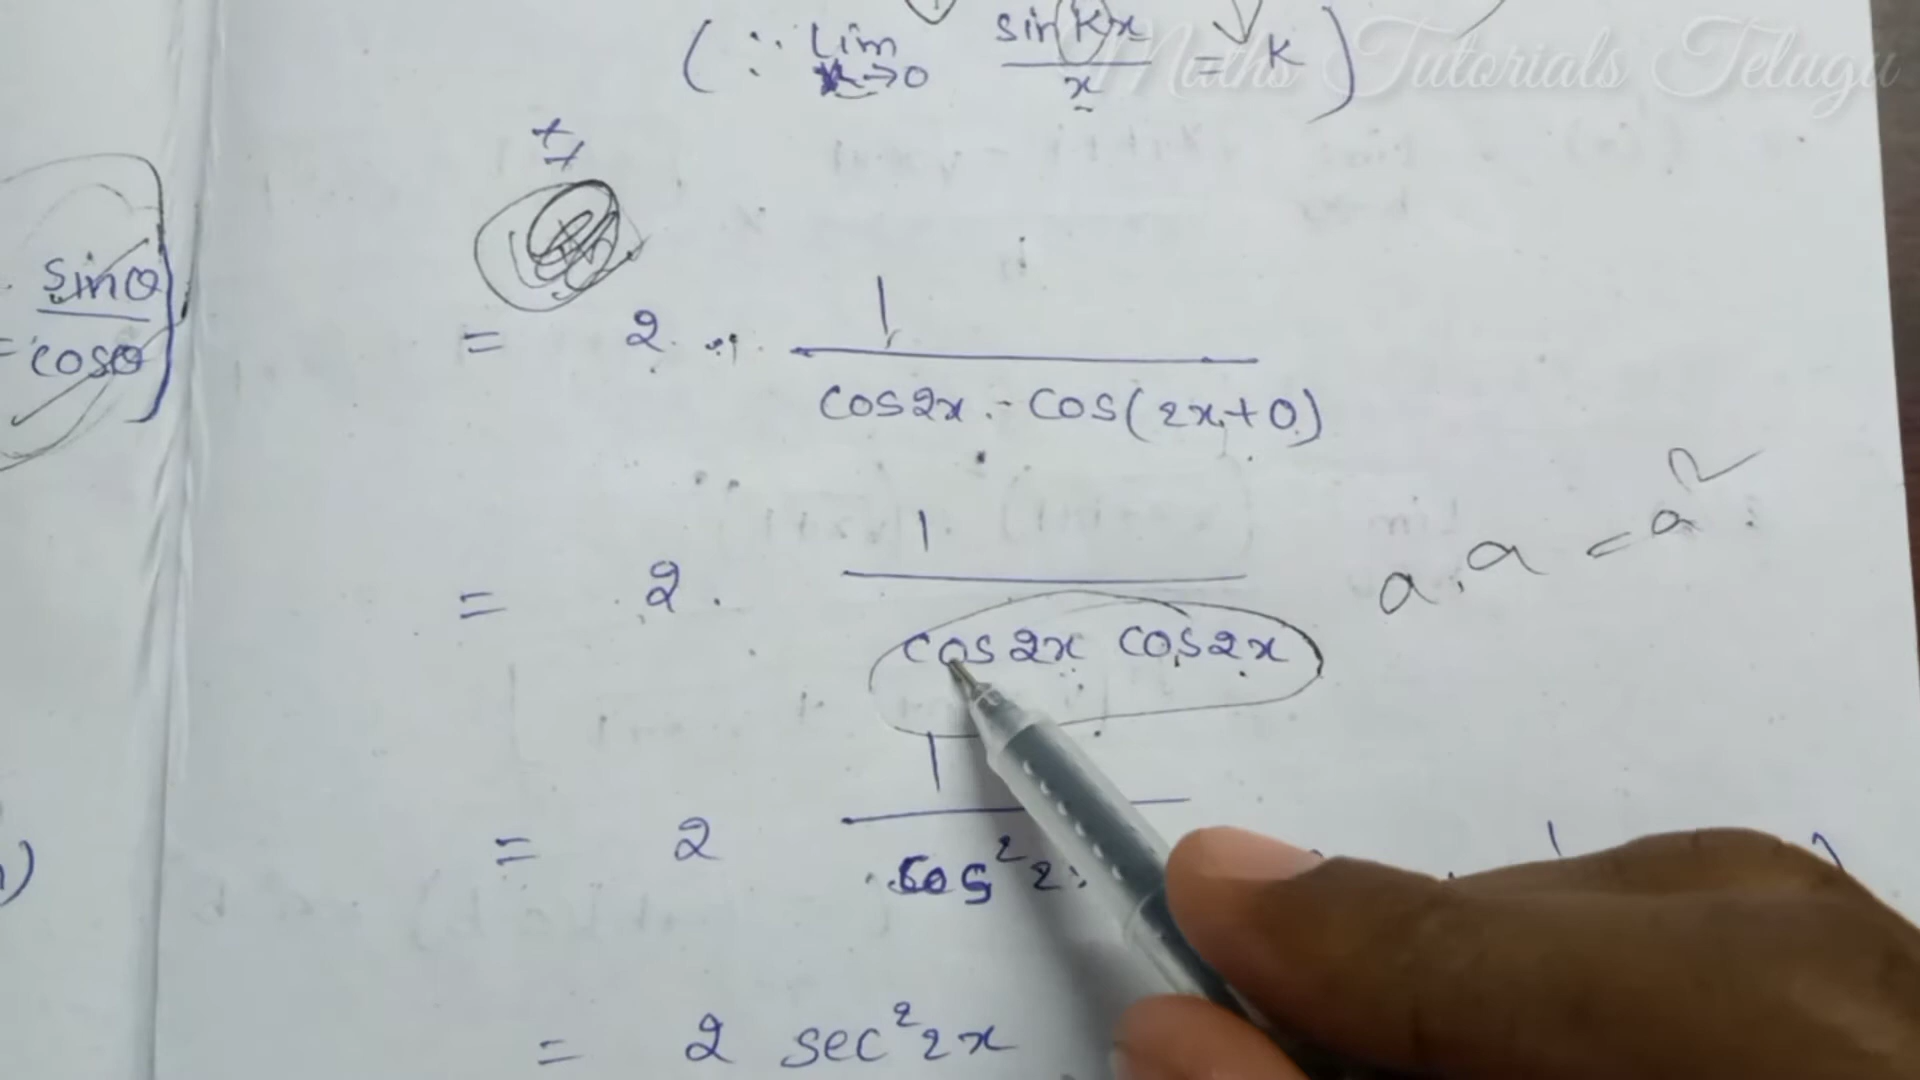 (∵ Lim x→0 sin kx / x = k)
Maths Tutorials Telugu
sinθ
= cosθ
= 2 · 1 / cos2x · cos(2x+0)
a.a = a²
= 2 · 1 / cos2x cos2x
= 2 1 / cos²2
= 2 sec²2x